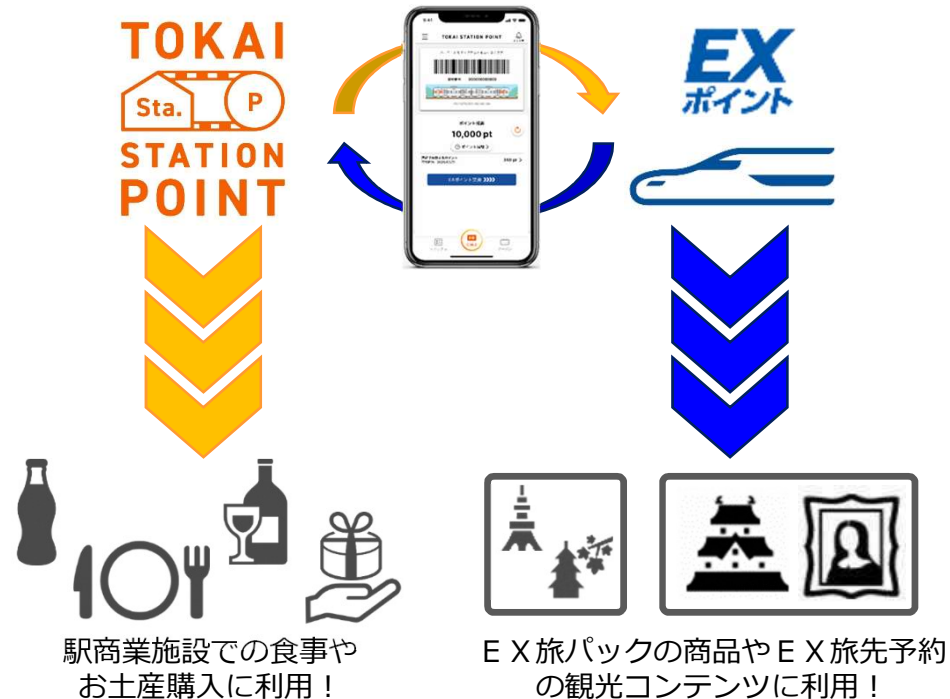 TOKAI
Sta. P
STATION
POINT
9:41
TOKAI STATION POINT
10,000 pt
EX
ポイント
駅商業施設での食事や
お土産購入に利用！
ＥＸ旅パックの商品やＥＸ旅先予約
の観光コンテンツに利用！